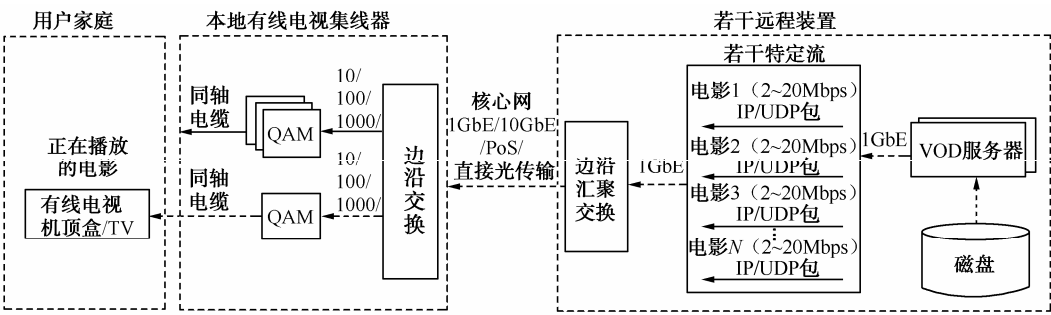 用户家庭
正在播放
的电影
有线电视
机顶盒/TV
本地有线电视集线器
同轴
电缆
QAM
10/
100/
1000/
同轴
电缆
QAM
10/
100/
1000/
边沿交换
核心网
1GbE/10GbE
/PoS/
直接光传输
若干远程装置
边沿汇聚交换
1GbE
若干特定流
电影1（2~20Mbps）
IP/UDP包
电影2（2~20Mbps）
IP/UDP包
电影3（2~20Mbps）
IP/UDP包
电影N（2~20Mbps）
IP/UDP包
1GbE
VOD服务器
磁盘